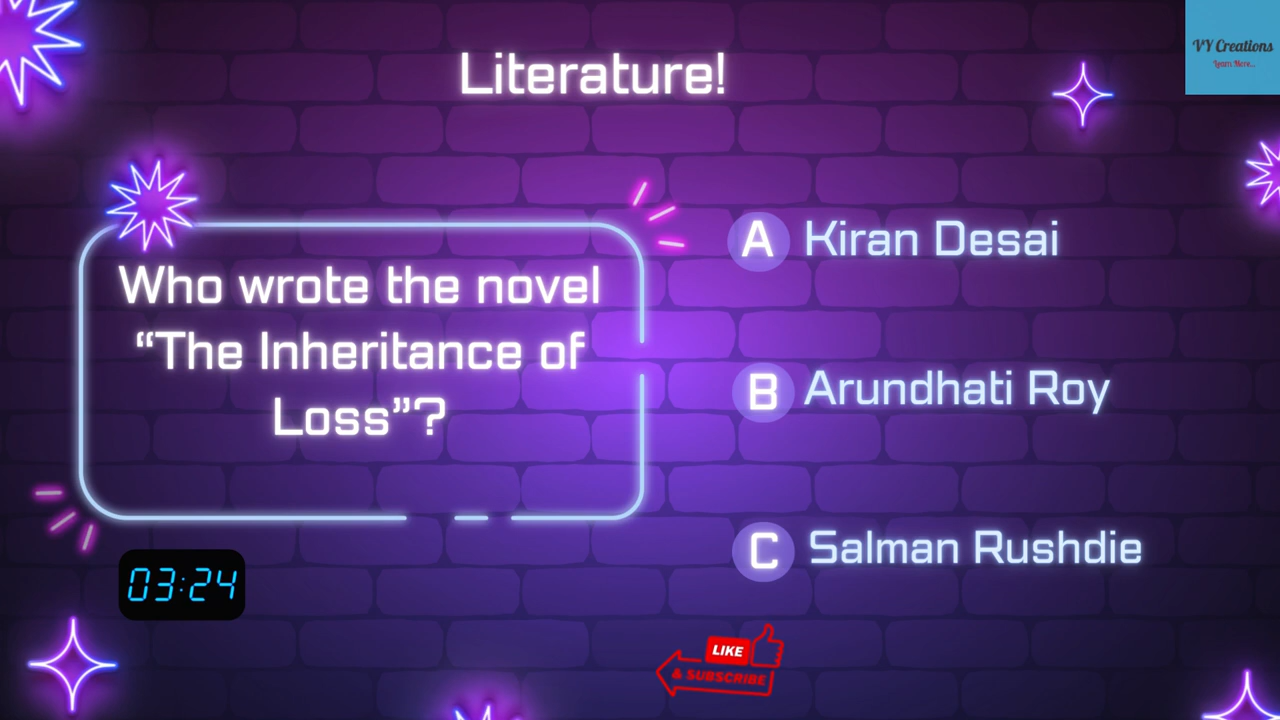 Literature!
VY Creations
Learn More...
Who wrote the novel
“The Inheritance of
Loss”?
A Kiran Desai
B Arundhati Roy
C Salman Rushdie
03:24
LIKE
& SUBSCRIBE